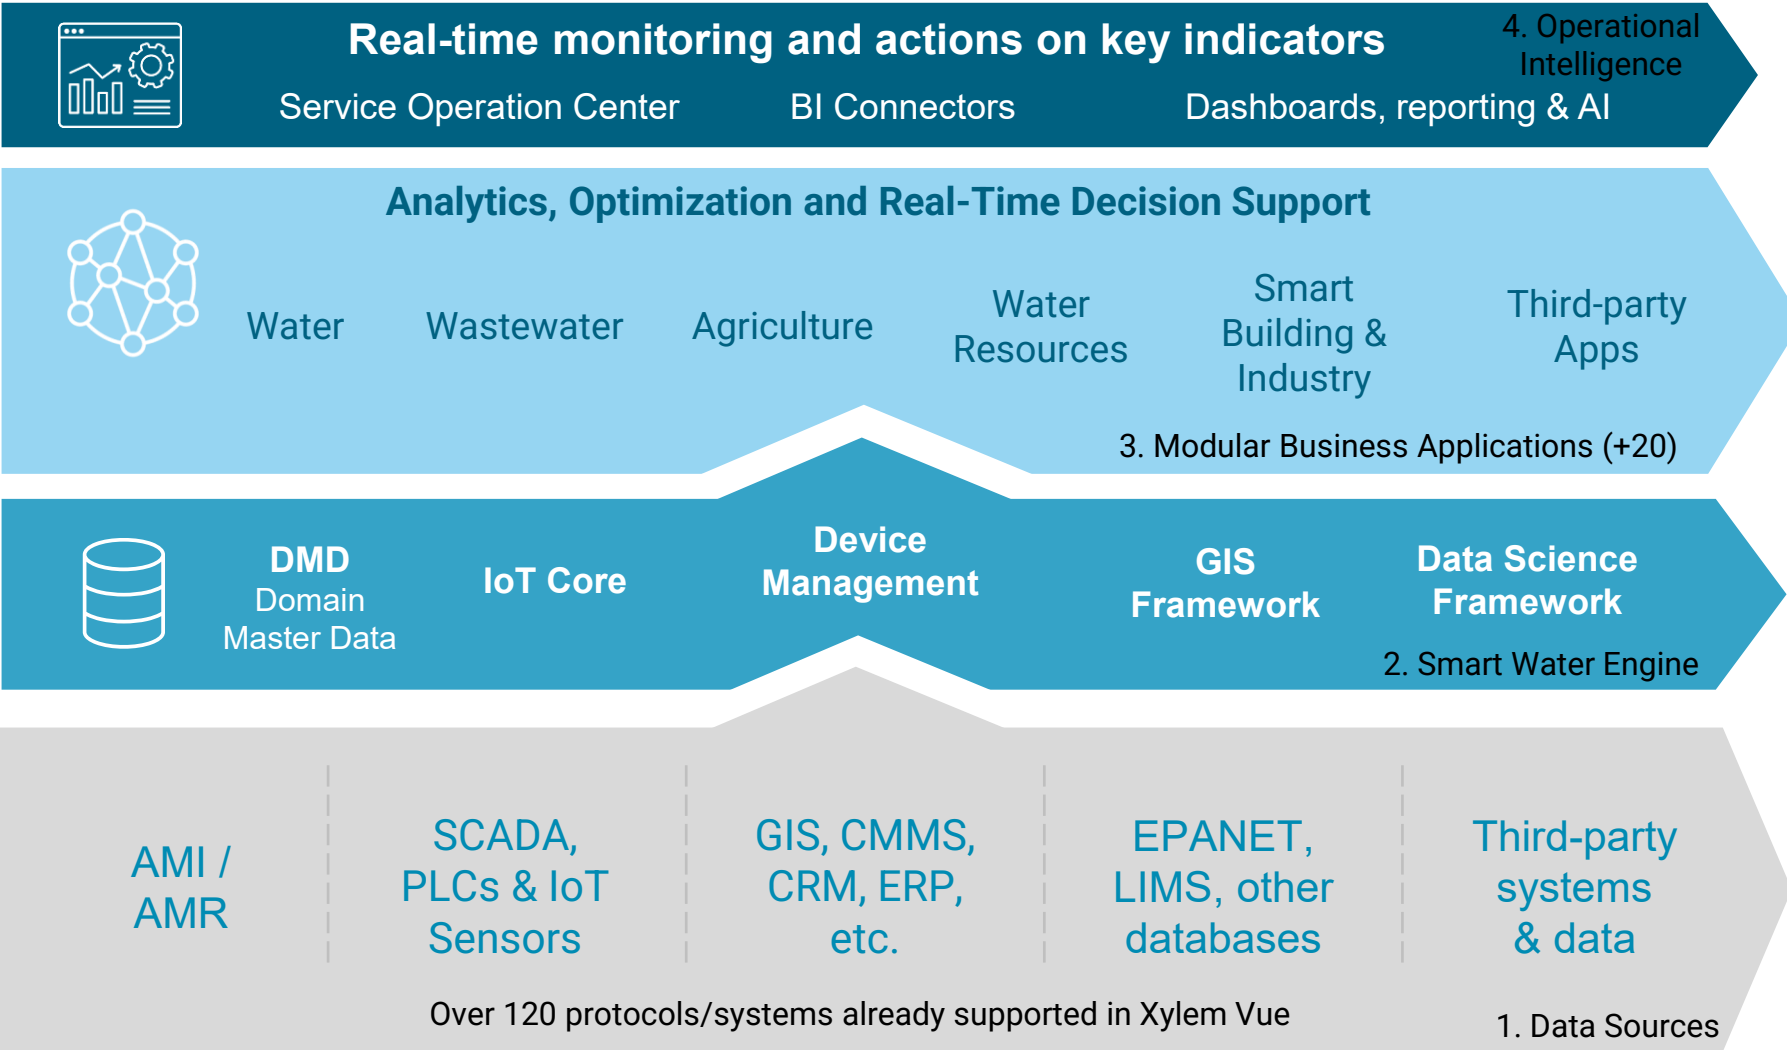 Real-time monitoring and actions on key indicators
4. Operational
Intelligence
Service Operation Center
BI Connectors
Dashboards, reporting & AI
Analytics, Optimization and Real-Time Decision Support
Water
Wastewater
Agriculture
Water
Resources
Smart
Building &
Industry
Third-party
Apps
3. Modular Business Applications (+20)
DMD
Domain
Master Data
IoT Core
Device
Management
GIS
Framework
Data Science
Framework
2. Smart Water Engine
AMI /
AMR
SCADA,
PLCs & IoT
Sensors
GIS, CMMS,
CRM, ERP,
etc.
EPANET,
LIMS, other
databases
Third-party
systems
& data
Over 120 protocols/systems already supported in Xylem Vue
1. Data Sources